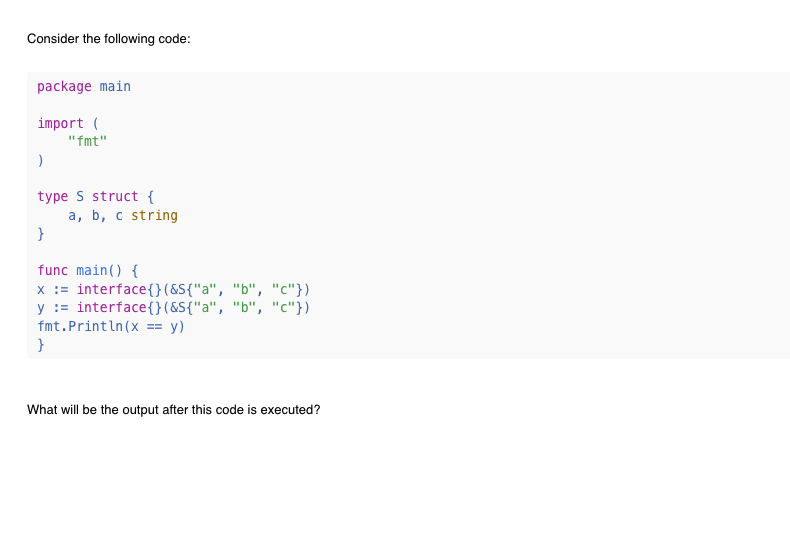 Consider the following code:
package main
import (
    "fmt"
)
type S struct {
    a, b, c string
}
func main() {
x := interface{}(&S{"a", "b", "c"})
y := interface{}(&S{"a", "b", "c"})
fmt.Println(x == y)
}
What will be the output after this code is executed?